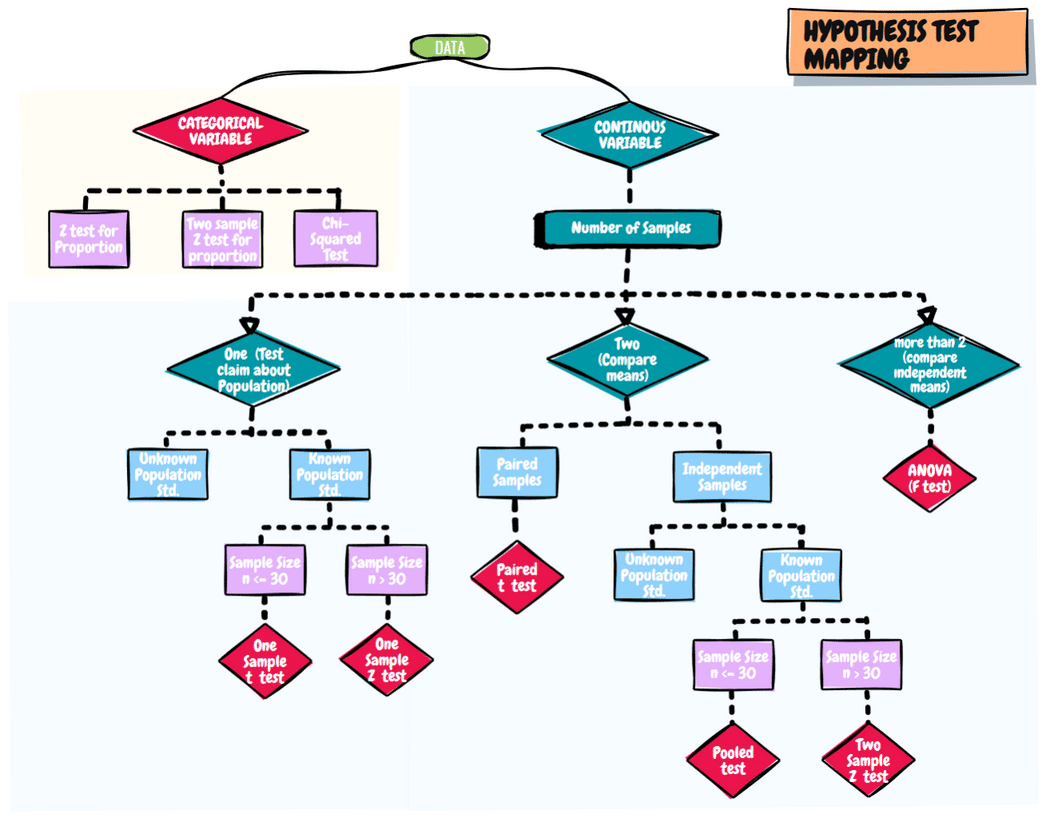 HYPOTHESIS TEST
MAPPING
DATA
CATEGORICAL
VARIABLE
CONTINOUS
VARIABLE
Z test for
Proportion
Two sample
Z test for
proportion
Chi-
Squared
Test
Number of Samples
One (Test
claim about
Population)
Two
(Compare
means)
more than 2
(compare
independent
means)
Unknown
Population
Std.
Known
Population
Std.
Paired
Samples
Independent
Samples
ANOVA
(F test)
Sample Size
n <= 30
Sample Size
n > 30
Paired
t test
Unknown
Population
Std.
Known
Population
Std.
One
Sample
t test
One
Sample
Z test
Sample Size
n <= 30
Sample Size
n > 30
Pooled
test
Two
Sample
Z test